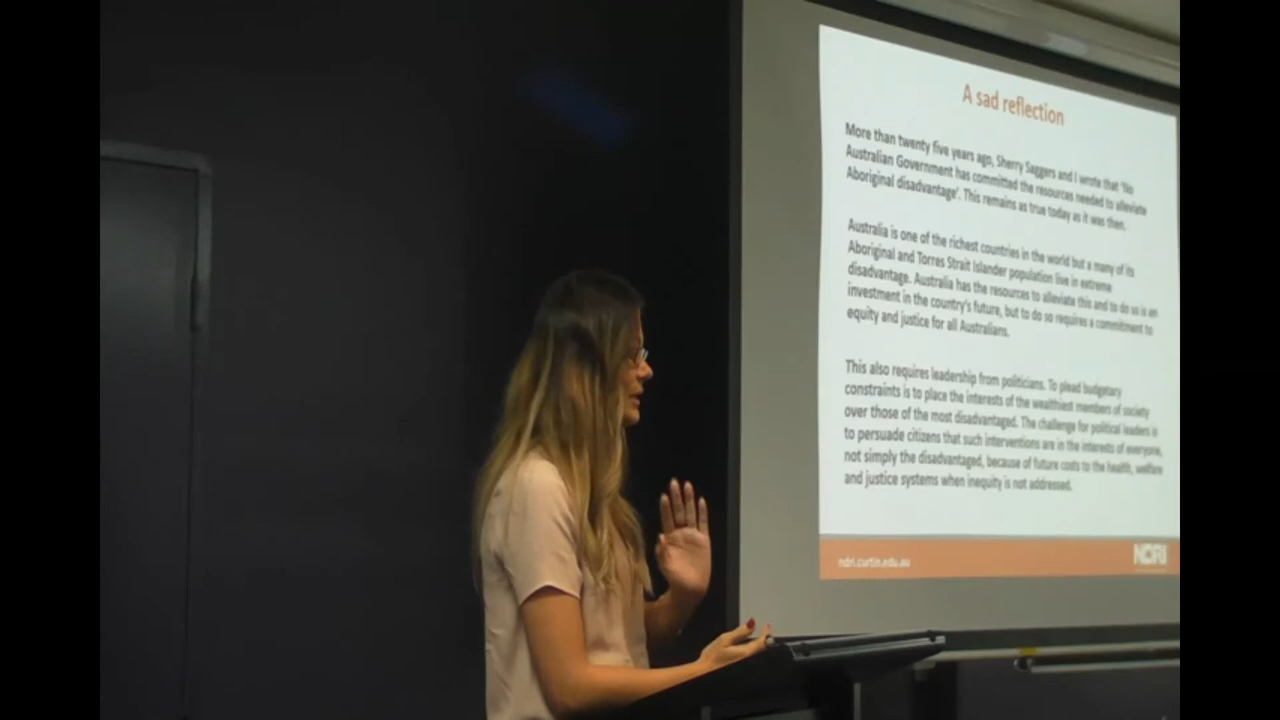 A sad reflection
More than twenty five years ago, Sherry Saggers and I wrote that 'No
Australian Government has committed the resources needed to alleviate
Aboriginal disadvantage'. This remains as true today as it was then.
Australia is one of the richest countries in the world but a many of its
Aboriginal and Torres Strait Islander population live in extreme
disadvantage. Australia has the resources to alleviate this and to do us is an
investment in the country's future, but to do so requires a commitment to
equity and justice for all Australians.
This also requires leadership from politicians. To plead budgetary
constraints is to place the interests of the wealthiest members of society
over those of the most disadvantaged. The challenge for political leaders is
to persuade citizens that such interventions are in the interests of everyone,
not simply the disadvantaged, because of future costs to the health, welfare
and justice systems when inequity is not addressed.
ndri.curtin.edu.au
NDRI